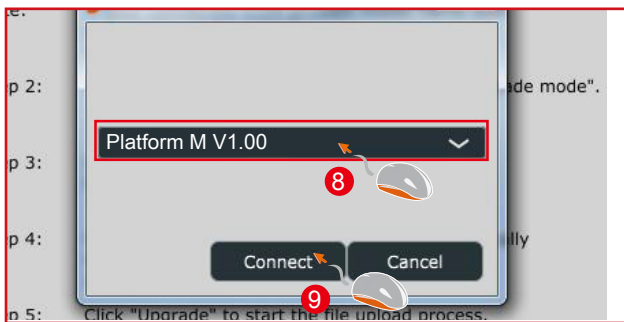 p 2:
ade mode".
Platform M V1.00
8
p 3:
p 4:
lly
Connect
Cancel
9
p 5: Click "Upgrade" to start the file upload process.